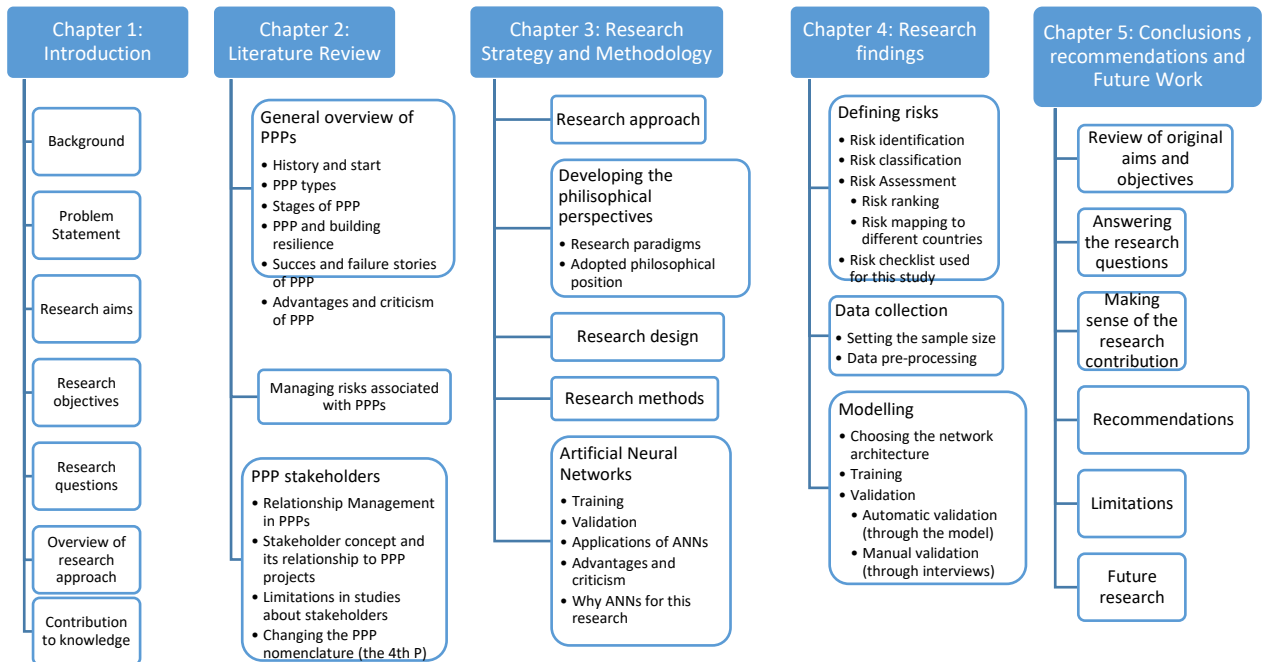 Chapter 1:
Introduction
Background
Problem
Statement
Research aims
Research
objectives
Research
questions
Overview of
research
approach
Contribution
to knowledge
Chapter 2:
Literature Review
General overview of
PPPs
• History and start
• PPP types
• Stages of PPP
• PPP and building
resilience
• Succes and failure stories
of PPP
• Advantages and criticism
of PPP
Managing risks associated
with PPPs
PPP stakeholders
• Relationship Management
in PPPs
• Stakeholder concept and
its relationship to PPP
projects
• Limitations in studies
about stakeholders
• Changing the PPP
nomenclature (the 4th P)
Chapter 3: Research
Strategy and Methodology
Research approach
Developing the
philisophical
perspectives
• Research paradigms
• Adopted philosophical
position
Research design
Research methods
Artificial Neural
Networks
• Training
• Validation
• Applications of ANNs
• Advantages and
criticism
• Why ANNs for this
research
Chapter 4: Research
findings
Defining risks
• Risk identification
• Risk classification
• Risk Assessment
• Risk ranking
• Risk mapping to
different countries
• Risk checklist used
for this study
Data collection
• Setting the sample size
• Data pre-processing
Modelling
• Choosing the network
architecture
• Training
• Validation
• Automatic validation
(through the model)
• Manual validation
(through interviews)
Chapter 5: Conclusions ,
recommendations and
Future Work
Review of original
aims and
objectives
Answering
the research
questions
Making
sense of the
research
contribution
Recommendations
Limitations
Future
research